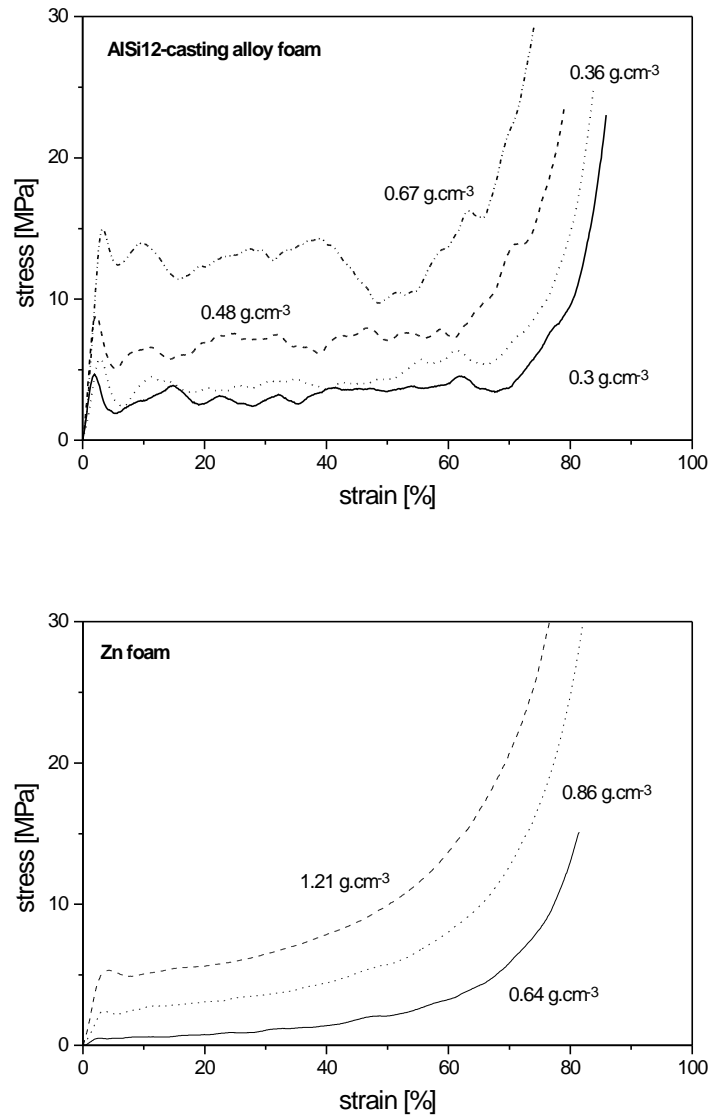 30
AlSi12-casting alloy foam
0.36 g.cm-3
20
0.67 g.cm-3
stress [MPa]
10
0.48 g.cm-3
0.3 g.cm-3
0
0 20 40 60 80 100
strain [%]
30
Zn foam
20
0.86 g.cm-3
stress [MPa]
1.21 g.cm-3
10
0.64 g.cm-3
0
0 20 40 60 80 100
strain [%]